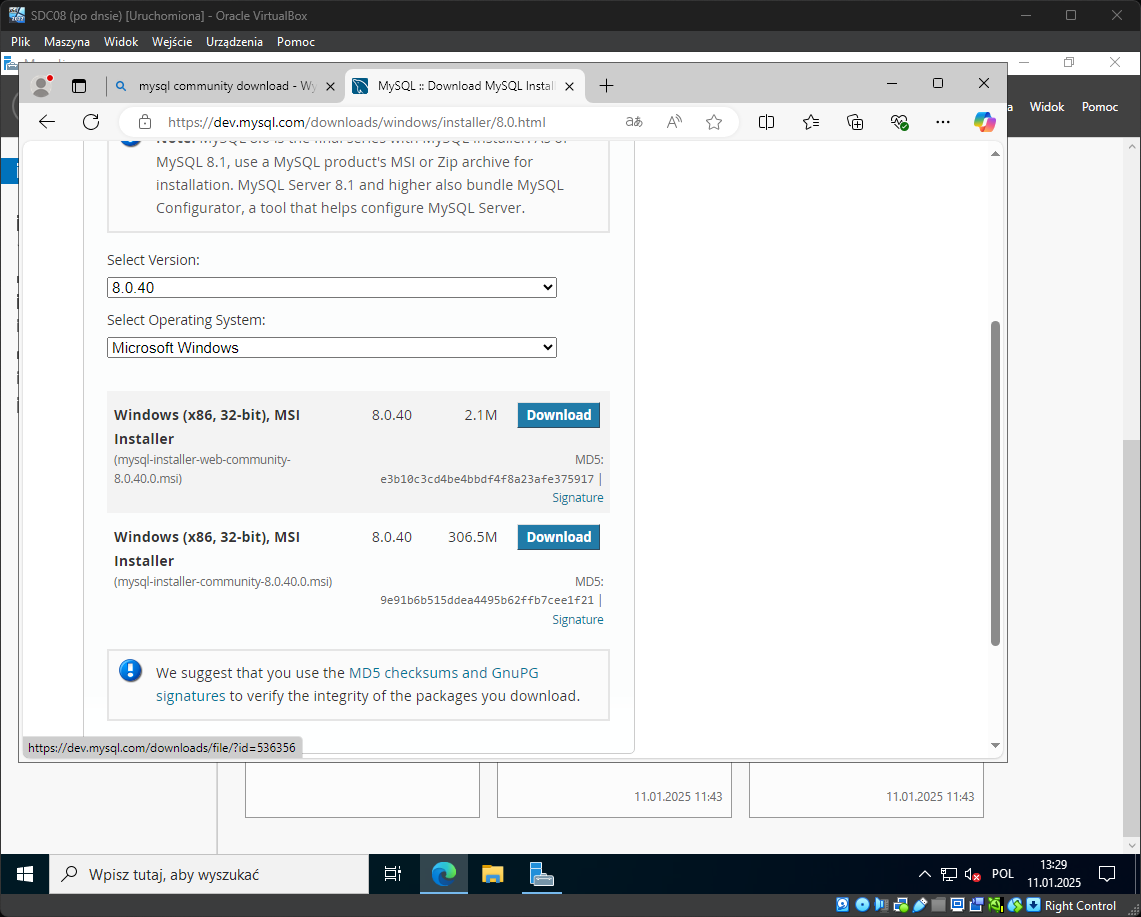 SDC08 (po dnsie) [Uruchomiona] - Oracle VirtualBox
Plik Maszyna Widok Wejście Urządzenia Pomoc
mysql community download - Wy
MySQL :: Download MySQL Install
https://dev.mysql.com/downloads/windows/installer/8.0.html
Widok Pomoc
MySQL 8.1, use a MySQL product's MSI or Zip archive for
installation. MySQL Server 8.1 and higher also bundle MySQL
Configurator, a tool that helps configure MySQL Server.
Select Version:
8.0.40
Select Operating System:
Microsoft Windows
Windows (x86, 32-bit), MSI 8.0.40 2.1M Download
Installer
(mysql-installer-web-community- MD5:
8.0.40.0.msi) e3b10c3cd4be4bbdf4f8a23afe375917 |
Signature
Windows (x86, 32-bit), MSI 8.0.40 306.5M Download
Installer
(mysql-installer-community-8.0.40.0.msi) MD5:
9e91b6b515ddea4495b62ffb7cee1f21 |
Signature
We suggest that you use the MD5 checksums and GnuPG
signatures to verify the integrity of the packages you download.
https://dev.mysql.com/downloads/file/?id=536356
11.01.2025 11:43 11.01.2025 11:43
Wpisz tutaj, aby wyszukać
POL
13:29
11.01.2025
Right Control